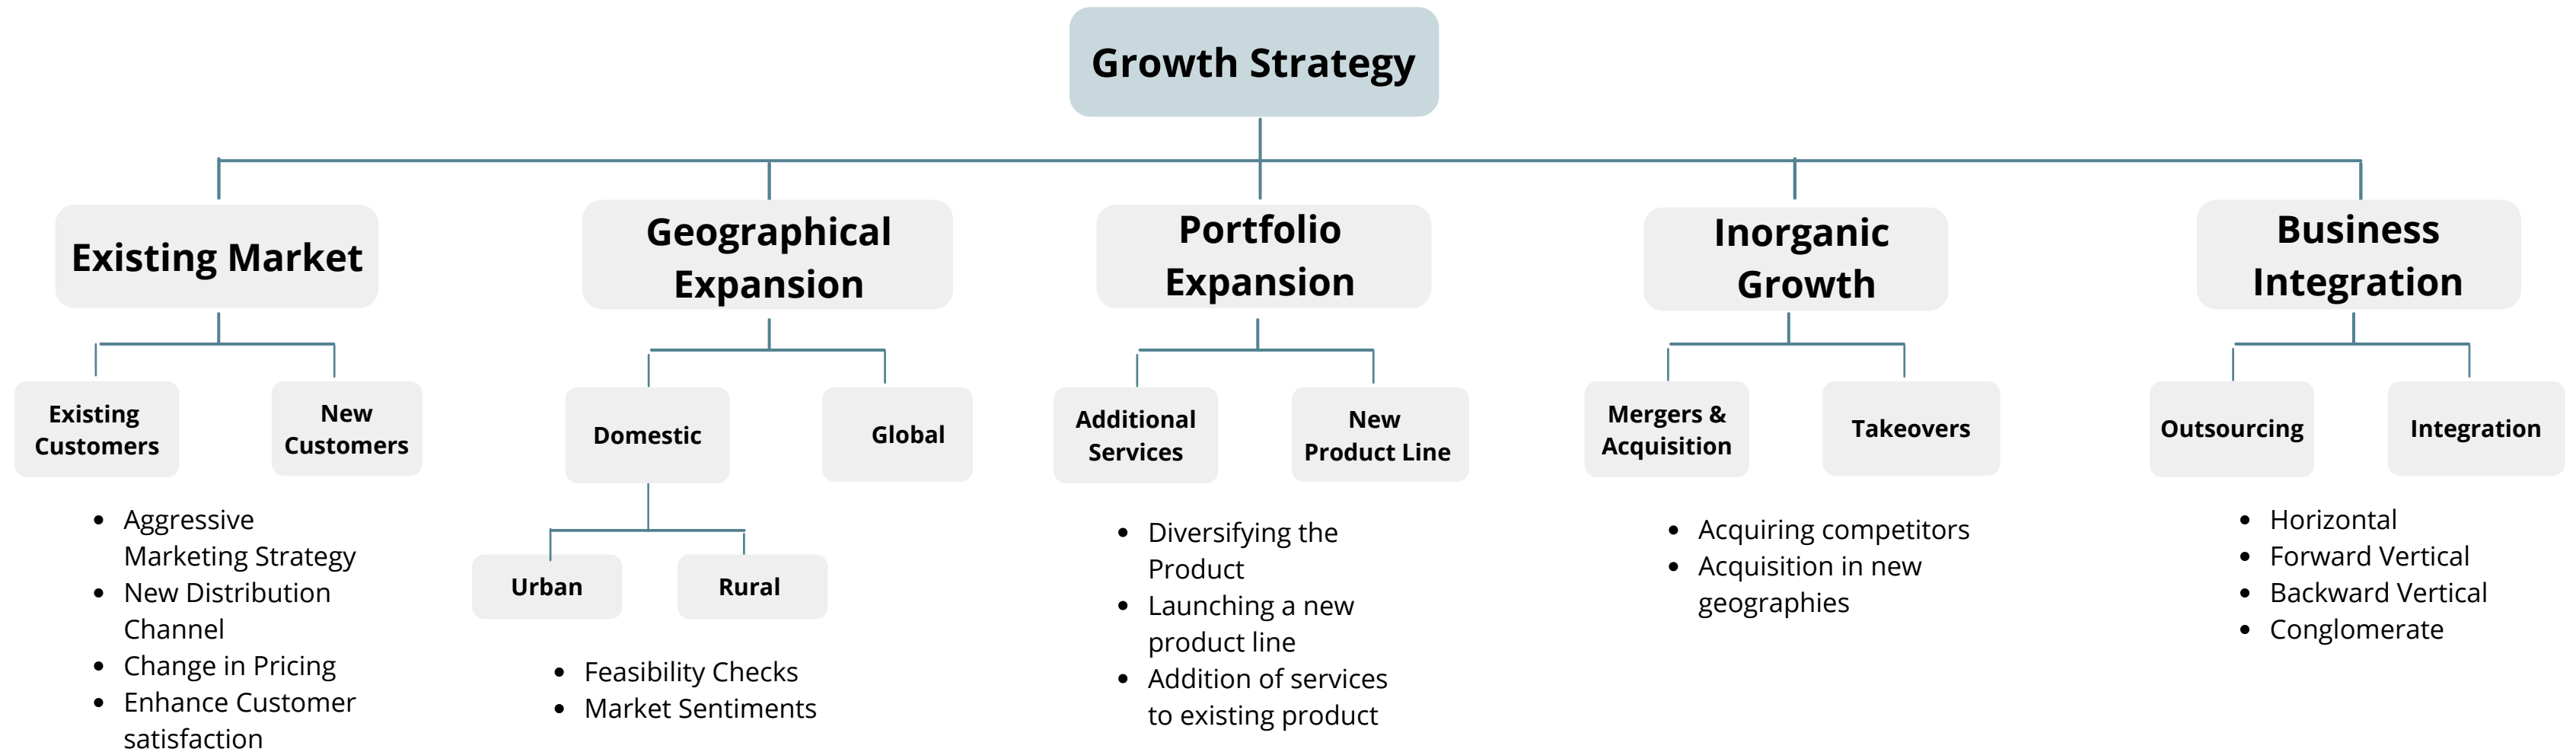 Growth Strategy
Existing Market
Geographical
Expansion
Portfolio
Expansion
Inorganic
Growth
Business
Integration
Existing
Customers
New
Customers
Domestic
Global
Additional
Services
New
Product Line
Mergers &
Acquisition
Takeovers
Outsourcing
Integration
Urban
Rural
• Aggressive
Marketing Strategy
• New Distribution
Channel
• Change in Pricing
• Enhance Customer
satisfaction
• Feasibility Checks
• Market Sentiments
• Diversifying the
Product
• Launching a new
product line
• Addition of services
to existing product
• Acquiring competitors
• Acquisition in new
geographies
• Horizontal
• Forward Vertical
• Backward Vertical
• Conglomerate